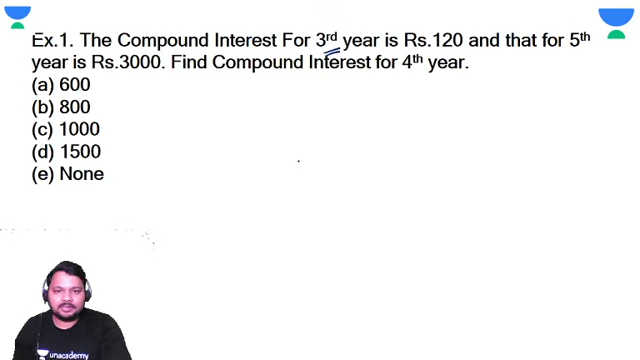 Ex.1. The Compound Interest For 3rd year is Rs.120 and that for 5th
year is Rs.3000. Find Compound Interest for 4th year.
(a) 600
(b) 800
(c) 1000
(d) 1500
(e) None
unacademy